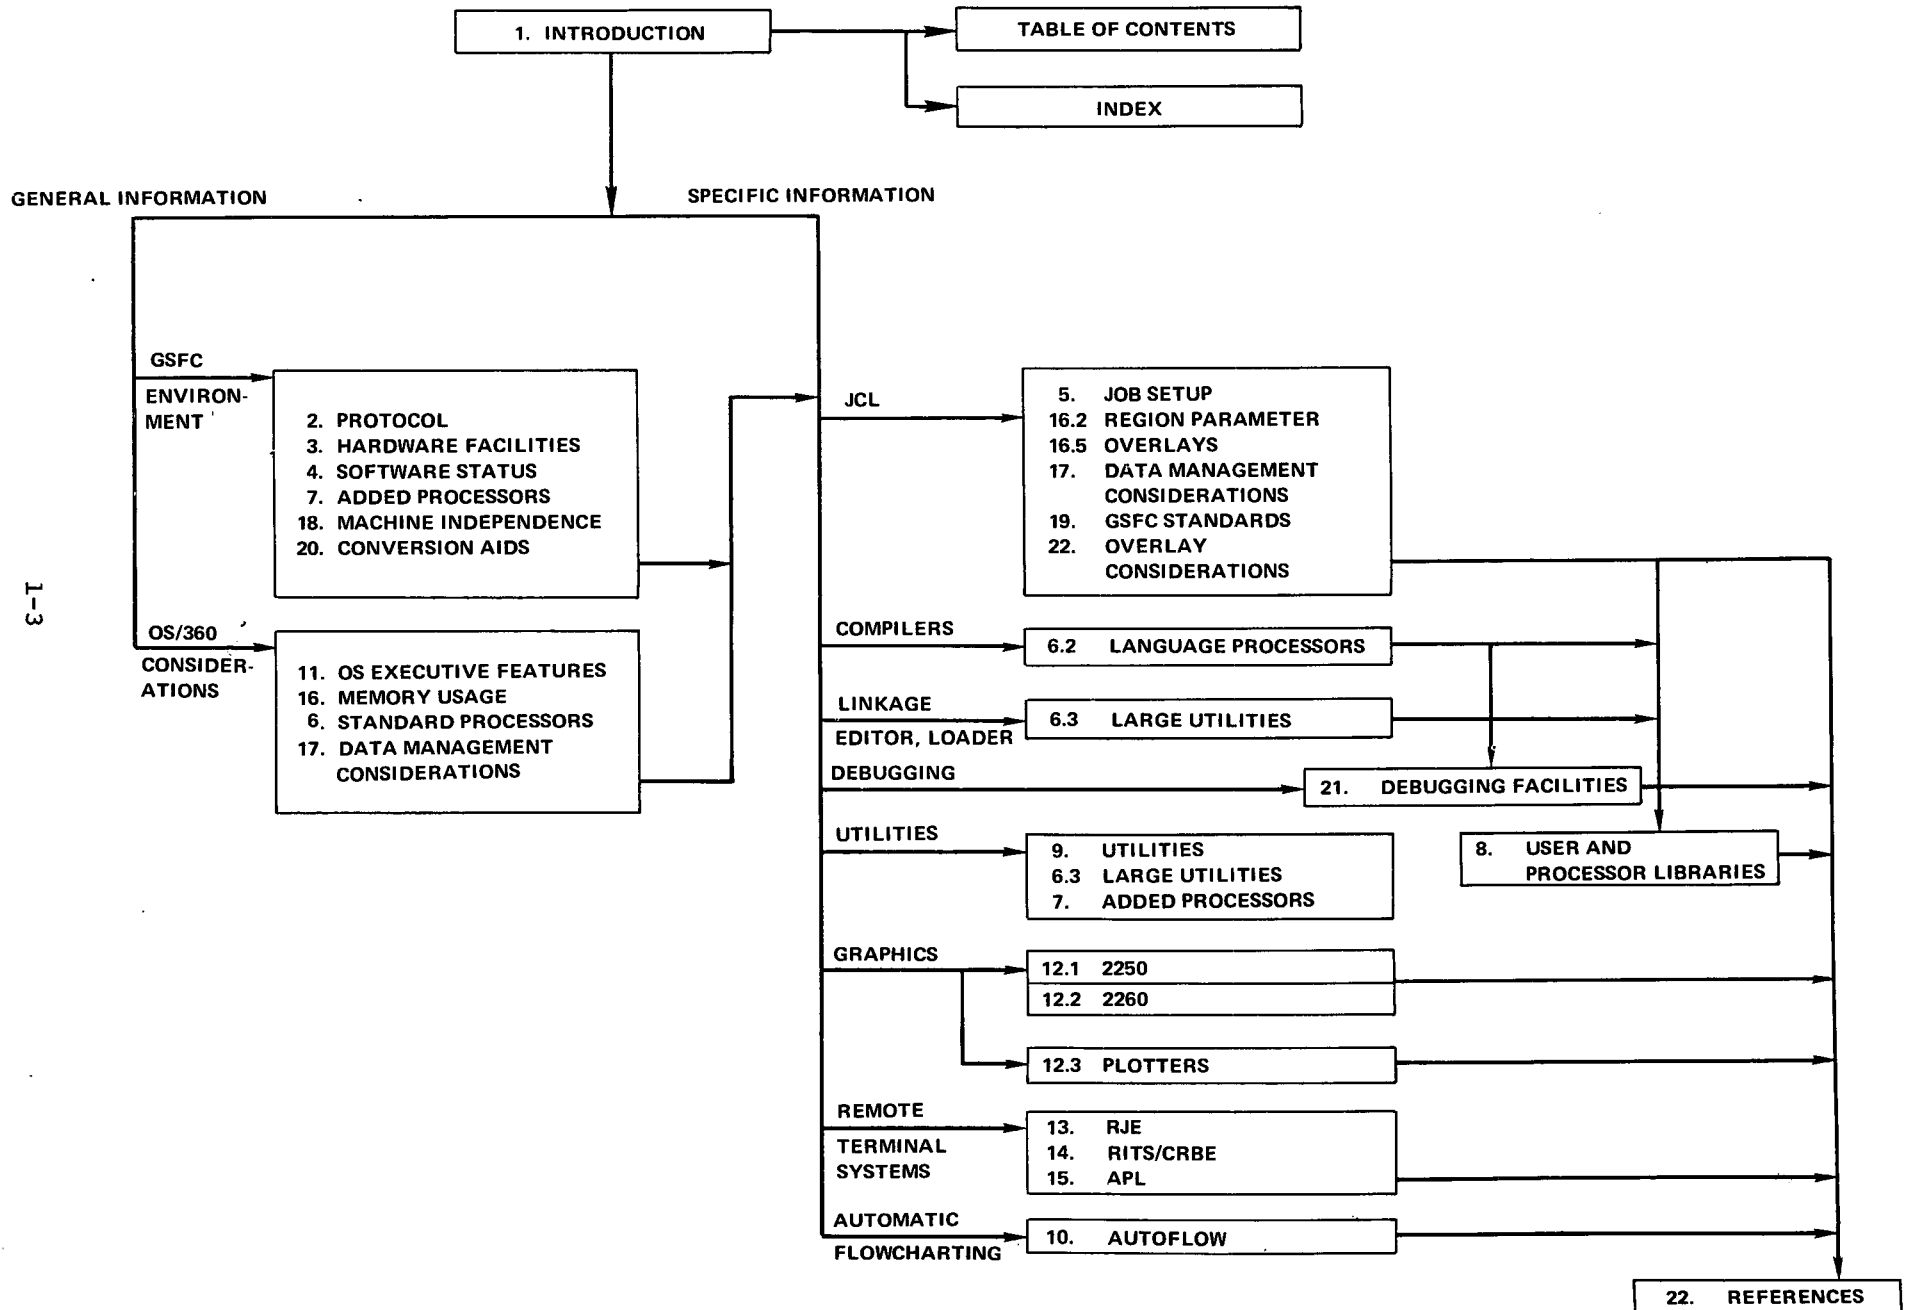 1. INTRODUCTION
TABLE OF CONTENTS
INDEX
GENERAL INFORMATION
SPECIFIC INFORMATION
GSFC
ENVIRON-
MENT
2. PROTOCOL
3. HARDWARE FACILITIES
4. SOFTWARE STATUS
7. ADDED PROCESSORS
18. MACHINE INDEPENDENCE
20. CONVERSION AIDS
OS/360
CONSIDER-
ATIONS
11. OS EXECUTIVE FEATURES
16. MEMORY USAGE
6. STANDARD PROCESSORS
17. DATA MANAGEMENT
CONSIDERATIONS
1-3
JCL
5. JOB SETUP
16.2 REGION PARAMETER
16.5 OVERLAYS
17. DATA MANAGEMENT
CONSIDERATIONS
19. GSFC STANDARDS
22. OVERLAY
CONSIDERATIONS
COMPILERS
6.2 LANGUAGE PROCESSORS
LINKAGE
EDITOR, LOADER
6.3 LARGE UTILITIES
DEBUGGING
21. DEBUGGING FACILITIES
UTILITIES
9. UTILITIES
6.3 LARGE UTILITIES
7. ADDED PROCESSORS
8. USER AND
PROCESSOR LIBRARIES
GRAPHICS
12.1 2250
12.2 2260
12.3 PLOTTERS
REMOTE
TERMINAL
SYSTEMS
13. RJE
14. RITS/CRBE
15. APL
AUTOMATIC
FLOWCHARTING
10. AUTOFLOW
22. REFERENCES